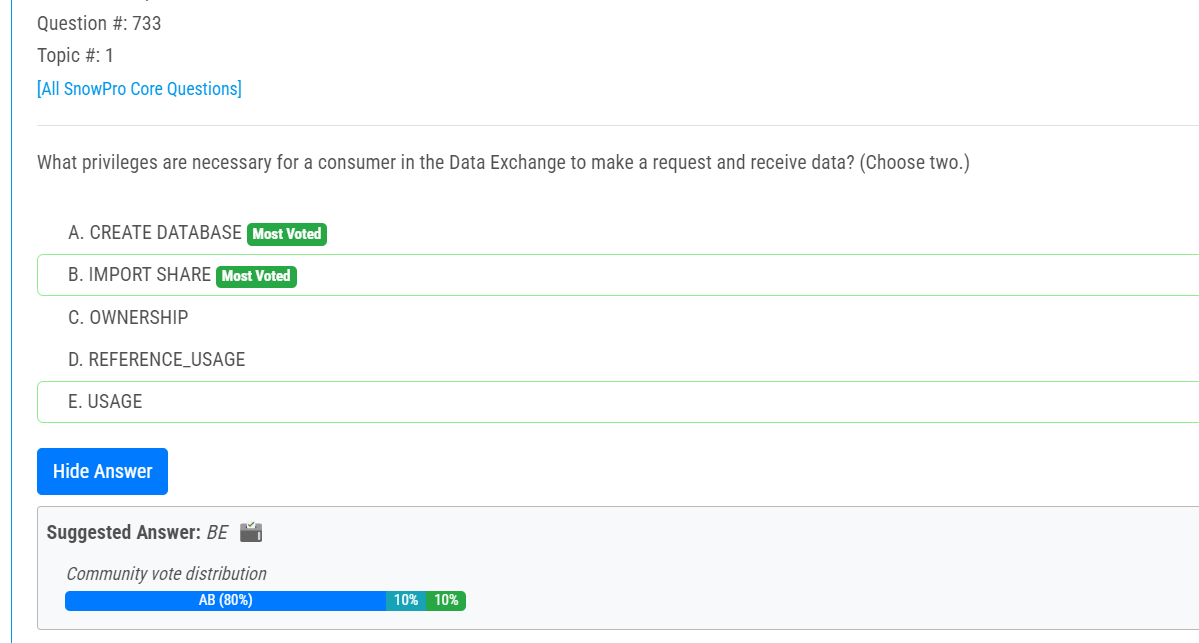 Question #: 733
Topic #: 1
[All SnowPro Core Questions]
What privileges are necessary for a consumer in the Data Exchange to make a request and receive data? (Choose two.)
A. CREATE DATABASE Most Voted
B. IMPORT SHARE Most Voted
C. OWNERSHIP
D. REFERENCE_USAGE
E. USAGE
Hide Answer
Suggested Answer: BE
Community vote distribution
AB (80%) 10% 10%